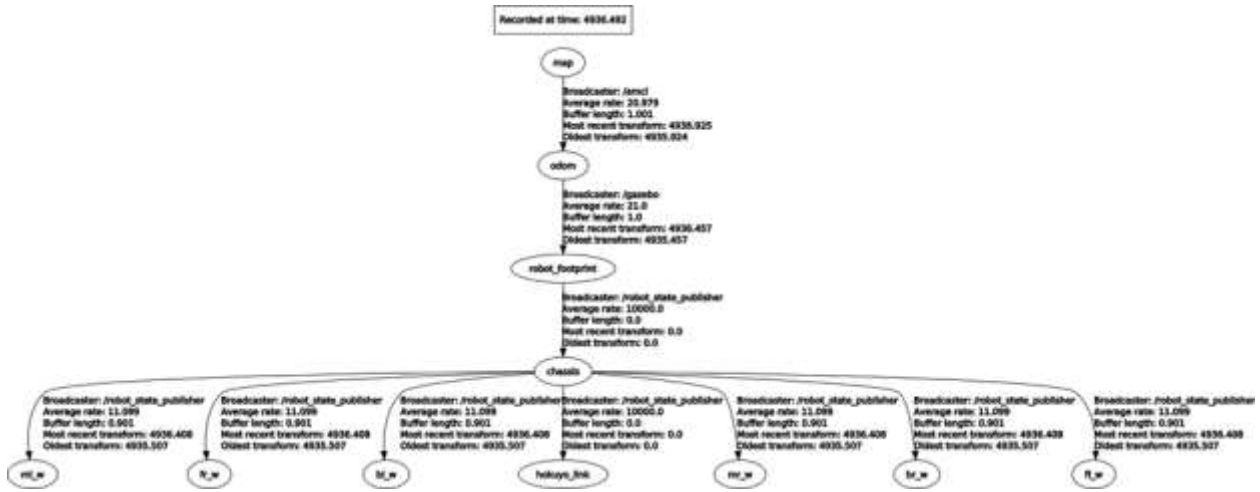 Recorded at time: 4936.492
map
Broadcaster: /amcl
Average rate: 20.979
Buffer length: 1.001
Most recent transform: 4936.925
Oldest transform: 4935.924
odom
Broadcaster: /gazebo
Average rate: 21.0
Buffer length: 1.0
Most recent transform: 4936.457
Oldest transform: 4935.457
robot_footprint
Broadcaster: /robot_state_publisher
Average rate: 10000.0
Buffer length: 0.0
Most recent transform: 0.0
Oldest transform: 0.0
chassis
Broadcaster: /robot_state_publisher
Average rate: 11.099
Buffer length: 0.901
Most recent transform: 4936.408
Oldest transform: 4935.507
ml_w
Broadcaster: /robot_state_publisher
Average rate: 11.099
Buffer length: 0.901
Most recent transform: 4936.408
Oldest transform: 4935.507
fr_w
Broadcaster: /robot_state_publisher
Average rate: 11.099
Buffer length: 0.901
Most recent transform: 4936.408
Oldest transform: 4935.507
bl_w
Broadcaster: /robot_state_publisher
Average rate: 10000.0
Buffer length: 0.0
Most recent transform: 0.0
Oldest transform: 0.0
hokuyo_link
Broadcaster: /robot_state_publisher
Average rate: 11.099
Buffer length: 0.901
Most recent transform: 4936.408
Oldest transform: 4935.507
mr_w
Broadcaster: /robot_state_publisher
Average rate: 11.099
Buffer length: 0.901
Most recent transform: 4936.408
Oldest transform: 4935.507
br_w
Broadcaster: /robot_state_publisher
Average rate: 11.099
Buffer length: 0.901
Most recent transform: 4936.408
Oldest transform: 4935.507
fl_w